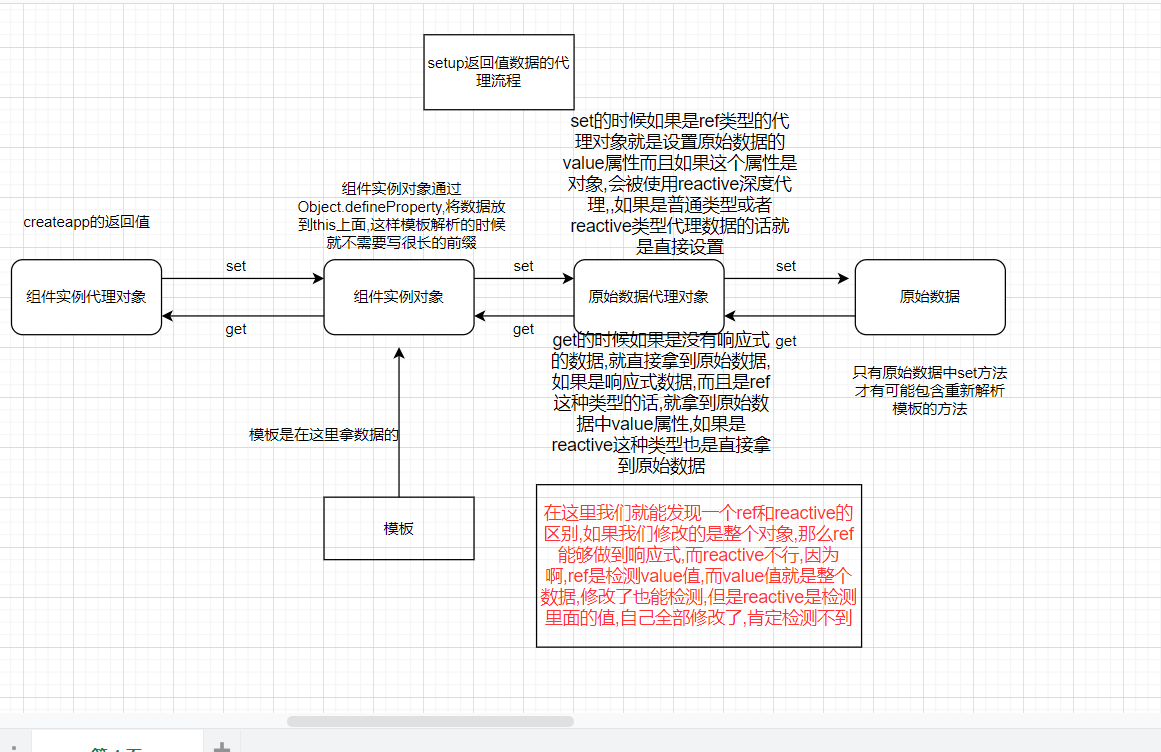 setup返回值数据的代
理流程
set的时候如果是ref类型的代
理对象就是设置原始数据的
value属性而且如果这个属性是
对象,会被使用reactive深度代
理,,如果是普通类型或者
reactive类型代理数据的话就
是直接设置
组件实例对象通过
Object.defineProperty,将数据放
到this上面,这样模板解析的时候
就不需要写很长的前缀
createapp的返回值
组件实例代理对象
set
get
组件实例对象
set
get
原始数据代理对象
set
get
原始数据
get的时候如果是没有响应式
的数据,就直接拿到原始数据,
如果是响应式数据,而且是ref
这种类型的话,就拿到原始数
据中value属性,如果是
reactive这种类型也是直接拿
到原始数据
只有原始数据中set方法
才有可能包含重新解析
模板的方法
模板是在这里拿数据的
模板
在这里我们就能发现一个ref和reactive的
区别,如果我们修改的是整个对象,那么ref
能够做到响应式,而reactive不行,因为
啊,ref是检测value值,而value值就是整个
数据,修改了也能检测,但是reactive是检测
里面的值,自己全部修改了,肯定检测不到